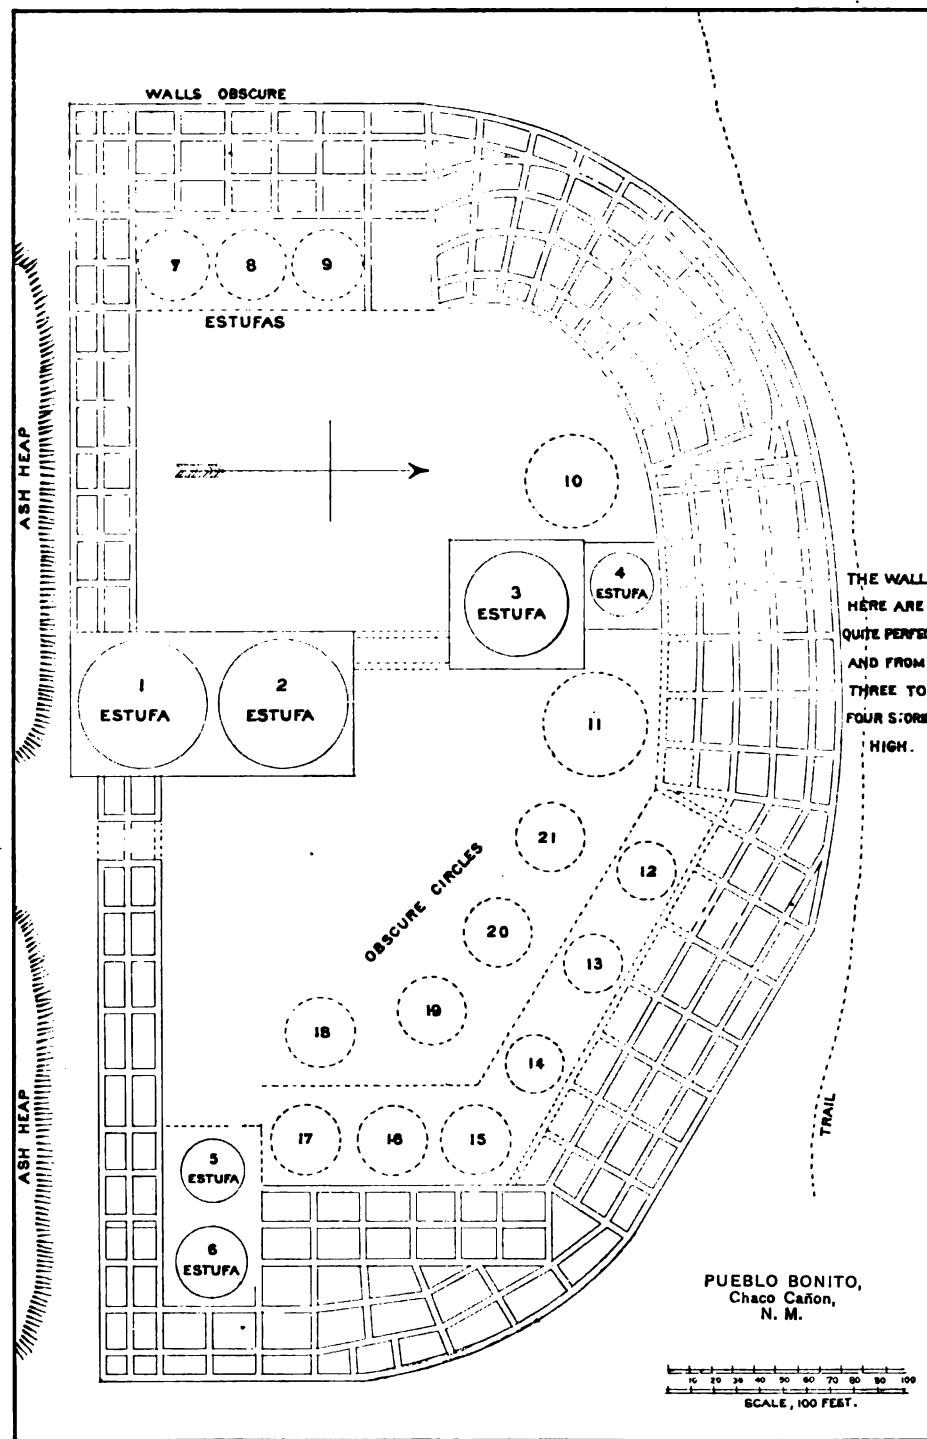 WALLS OBSCURE
7
8
9
ESTUFAS
ASH HEAP
10
3
ESTUFA
4
ESTUFA
THE WALL
HERE ARE
QUITE PERFE
AND FROM
THREE TO
FOUR STORI
HIGH.
1
ESTUFA
2
ESTUFA
11
21
12
OBSCURE CIRCLES
20
13
19
18
14
17
16
15
ASH HEAP
TRAIL
5
ESTUFA
6
ESTUFA
PUEBLO BONITO,
Chaco Cañon,
N. M.
10 20 30 40 50 60 70 80 90 100
SCALE, 100 FEET.